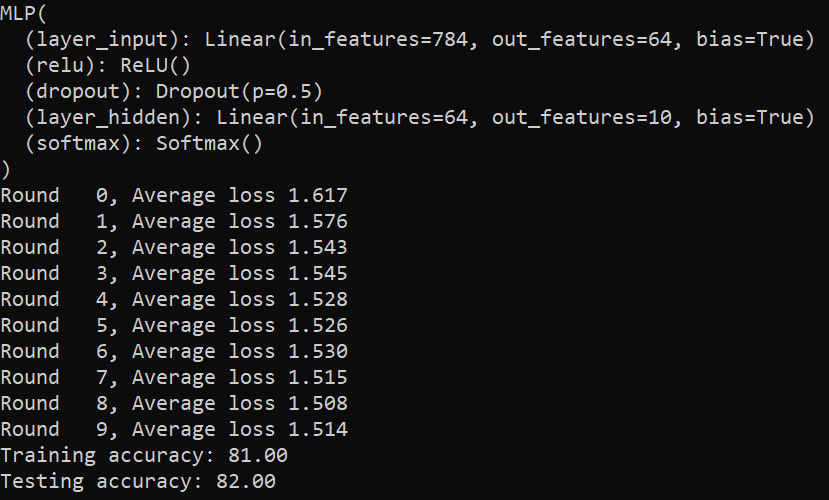 MLP(
  (layer_input): Linear(in_features=784, out_features=64, bias=True)
  (relu): ReLU()
  (dropout): Dropout(p=0.5)
  (layer_hidden): Linear(in_features=64, out_features=10, bias=True)
  (softmax): Softmax()
)
Round   0, Average loss 1.617
Round   1, Average loss 1.576
Round   2, Average loss 1.543
Round   3, Average loss 1.545
Round   4, Average loss 1.528
Round   5, Average loss 1.526
Round   6, Average loss 1.530
Round   7, Average loss 1.515
Round   8, Average loss 1.508
Round   9, Average loss 1.514
Training accuracy: 81.00
Testing accuracy: 82.00